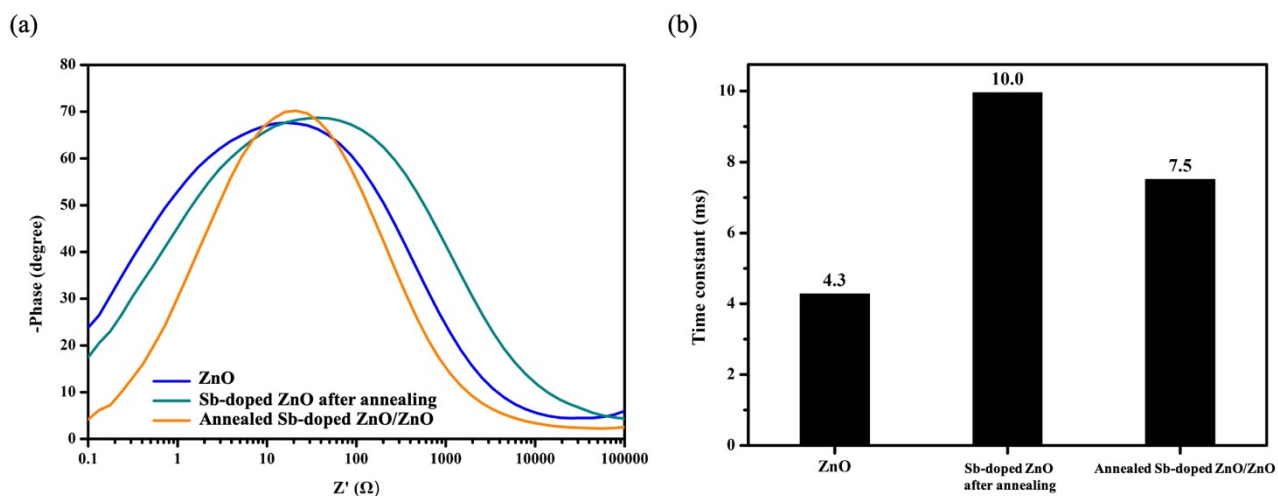 (a)
80
70
60
50
40
30
20
10
0
-Phase (degree)
ZnO
Sb-doped ZnO after annealing
Annealed Sb-doped ZnO/ZnO
0.1 1 10 100 1000 10000 100000
Z' (Ω)
(b)
10
8
6
4
2
0
Time constant (ms)
4.3
10.0
7.5
ZnO
Sb-doped ZnO
after annealing
Annealed Sb-doped ZnO/ZnO